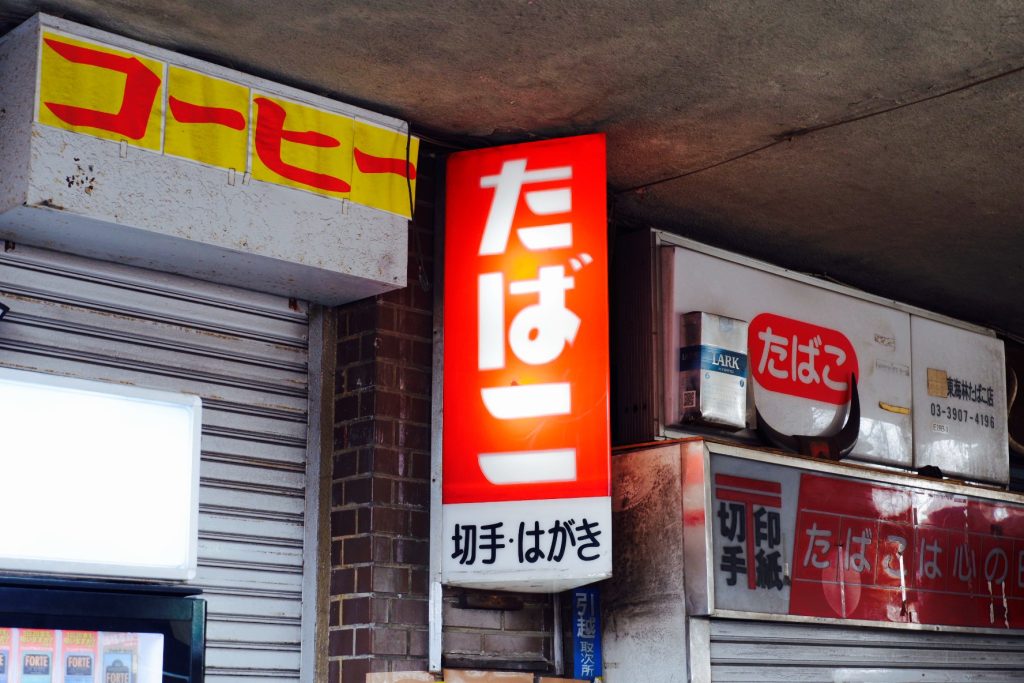 コーヒー
たばこ
切手・はがき
LARK
たばこ
東海林たばこ店
03-3907-4196
切手
印紙
たばこは心の
引越取次所
FORTE
FORTE
FORTE